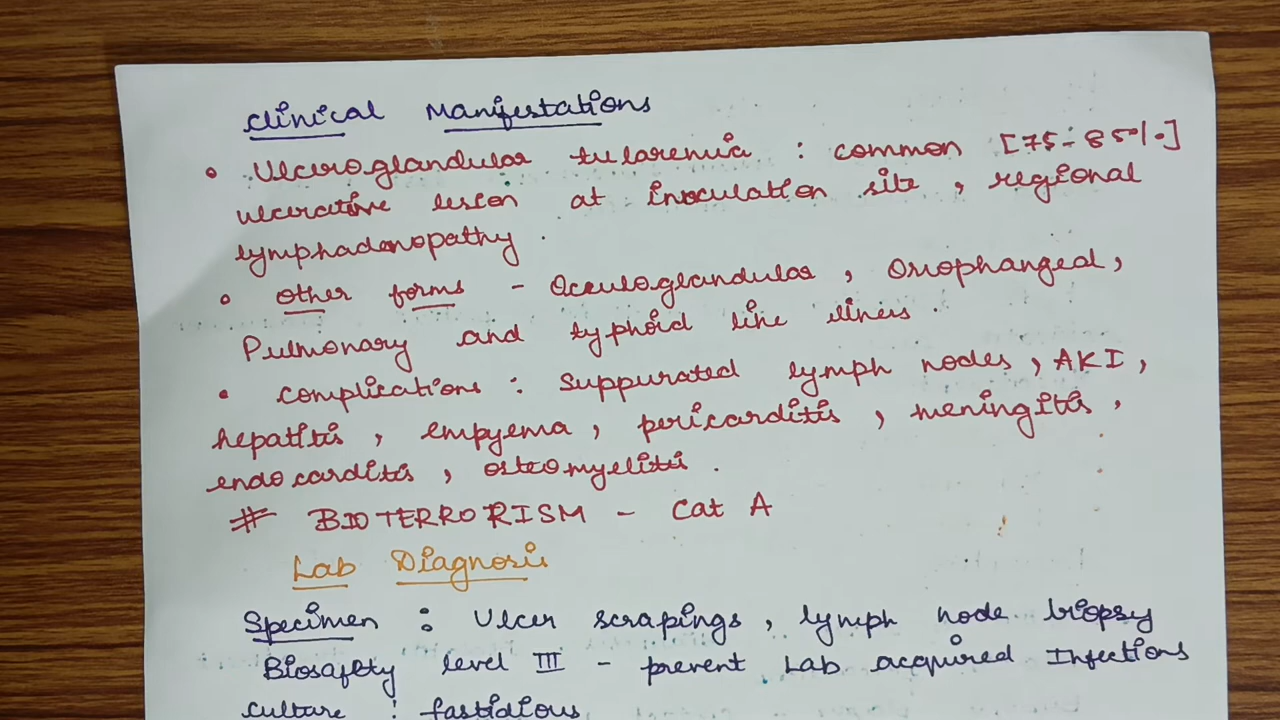 Clinical Manifestations
• Ulceroglandular tularemia : common [75-85%]
ulcerative lesion at inoculation site , regional
lymphadenopathy .
• Other forms - Oculoglandular , Orophangeal ,
Pulmonary and typhoid like illness .
• Complications : Suppurated lymph nodes , AKI ,
hepatitis , empyema , pericarditis , meningitis ,
endocarditis , osteomyelitis .
# BIOTERRORISM - Cat A
Lab Diagnosis
Specimen : Ulcer scrapings , lymph node biopsy
Biosafety level III - prevent Lab acquired Infections
culture : fastidious